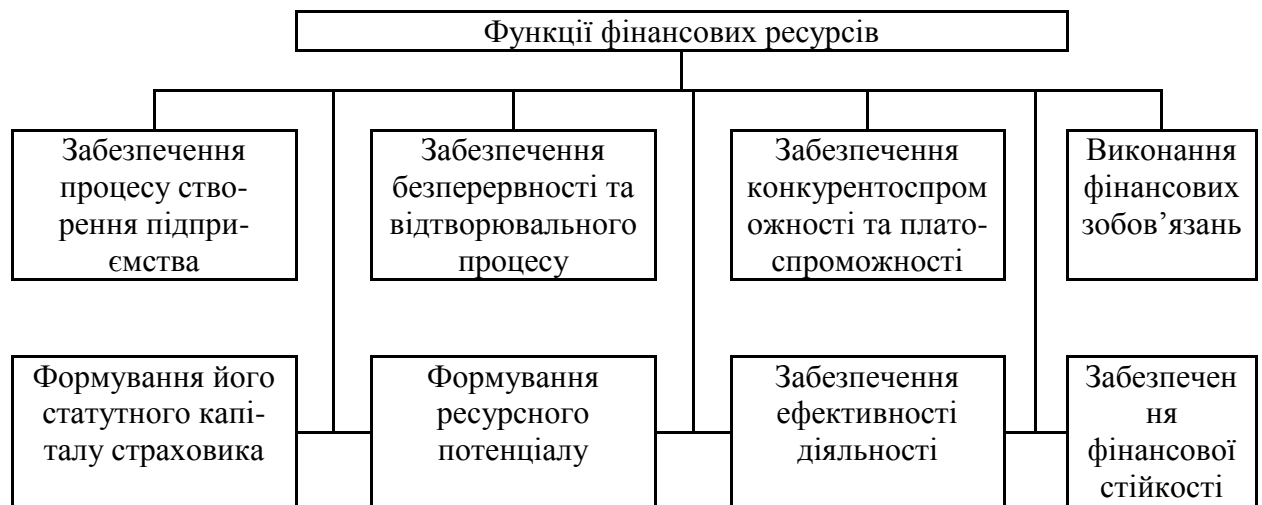 Функції фінансових ресурсів
Забезпечення
процесу ство-
рення підпри-
ємства
Забезпечення
безперервності та
відтворювального
процесу
Забезпечення
конкурентоспром
ожності та плато-
спроможності
Виконання
фінансових
зобов’язань
Формування його
статутного капі-
талу страховика
Формування
ресурсного
потенціалу
Забезпечення
ефективності
діяльності
Забезпечен
ня
фінансової
стійкості